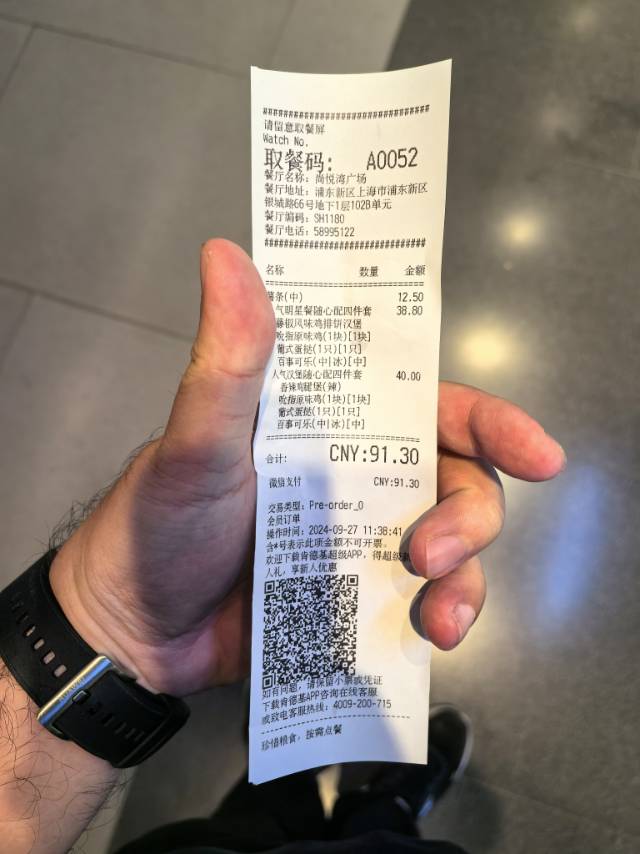 ################################
请留意取餐屏
Watch No.
取餐码: A0052
餐厅名称: 尚悦湾广场
餐厅地址: 浦东新区上海市浦东新区
银城路66号地下1层102B单元
餐厅编码: SH1180
餐厅电话: 58995122
################################
名称 数量 金额
薯条(中) 12.50
气明星餐随心配四件套 38.80
藤椒风味鸡排饼汉堡
吮指原味鸡(1块)[1块]
葡式蛋挞(1只)[1只]
百事可乐(中|冰)[中]
人气汉堡随心配四件套 40.00
香辣鸡腿堡(辣)
吮指原味鸡(1块)[1块]
葡式蛋挞(1只)[1只]
百事可乐(中|冰)[中]
合计: CNY:91.30
微信支付 CNY:91.30
交易类型: Pre-order_O
会员订单
操作时间: 2024-09-27 11:38:41
含*号表示此项金额不可开票。
欢迎下载肯德基超级APP, 得超级
人礼, 享新人优惠
如有问题, 请保留小票或凭证
下载肯德基APP咨询在线客服
或致电客服热线: 4009-200-715
珍惜粮食, 按需点餐